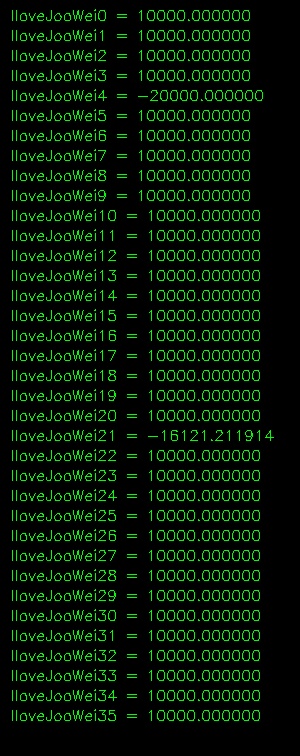 IloveJooWei0 = 10000.000000
IloveJooWei1 = 10000.000000
IloveJooWei2 = 10000.000000
IloveJooWei3 = 10000.000000
IloveJooWei4 = -20000.000000
IloveJooWei5 = 10000.000000
IloveJooWei6 = 10000.000000
IloveJooWei7 = 10000.000000
IloveJooWei8 = 10000.000000
IloveJooWei9 = 10000.000000
IloveJooWei10 = 10000.000000
IloveJooWei11 = 10000.000000
IloveJooWei12 = 10000.000000
IloveJooWei13 = 10000.000000
IloveJooWei14 = 10000.000000
IloveJooWei15 = 10000.000000
IloveJooWei16 = 10000.000000
IloveJooWei17 = 10000.000000
IloveJooWei18 = 10000.000000
IloveJooWei19 = 10000.000000
IloveJooWei20 = 10000.000000
IloveJooWei21 = -16121.211914
IloveJooWei22 = 10000.000000
IloveJooWei23 = 10000.000000
IloveJooWei24 = 10000.000000
IloveJooWei25 = 10000.000000
IloveJooWei26 = 10000.000000
IloveJooWei27 = 10000.000000
IloveJooWei28 = 10000.000000
IloveJooWei29 = 10000.000000
IloveJooWei30 = 10000.000000
IloveJooWei31 = 10000.000000
IloveJooWei32 = 10000.000000
IloveJooWei33 = 10000.000000
IloveJooWei34 = 10000.000000
IloveJooWei35 = 10000.000000